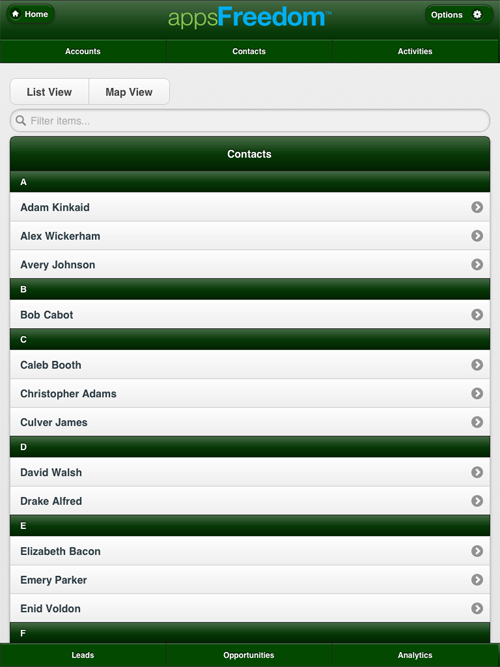 Home
appsFreedom™
Options
Accounts Contacts Activities
List View Map View
Filter items...
Contacts
A
Adam Kinkaid
Alex Wickerham
Avery Johnson
B
Bob Cabot
C
Caleb Booth
Christopher Adams
Culver James
D
David Walsh
Drake Alfred
E
Elizabeth Bacon
Emery Parker
Enid Voldon
F
Leads Opportunities Analytics